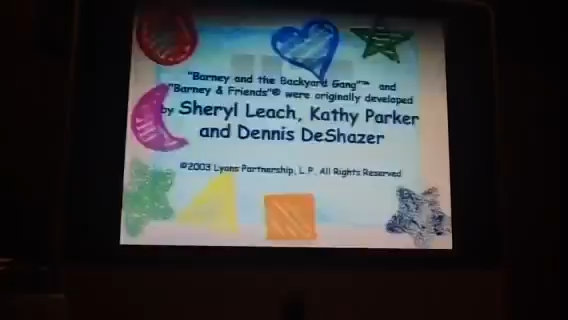 "Barney and the Backyard Gang"™ and
"Barney & Friends"® were originally developed
by Sheryl Leach, Kathy Parker
and Dennis DeShazer
©2003 Lyons Partnership, L.P. All Rights Reserved